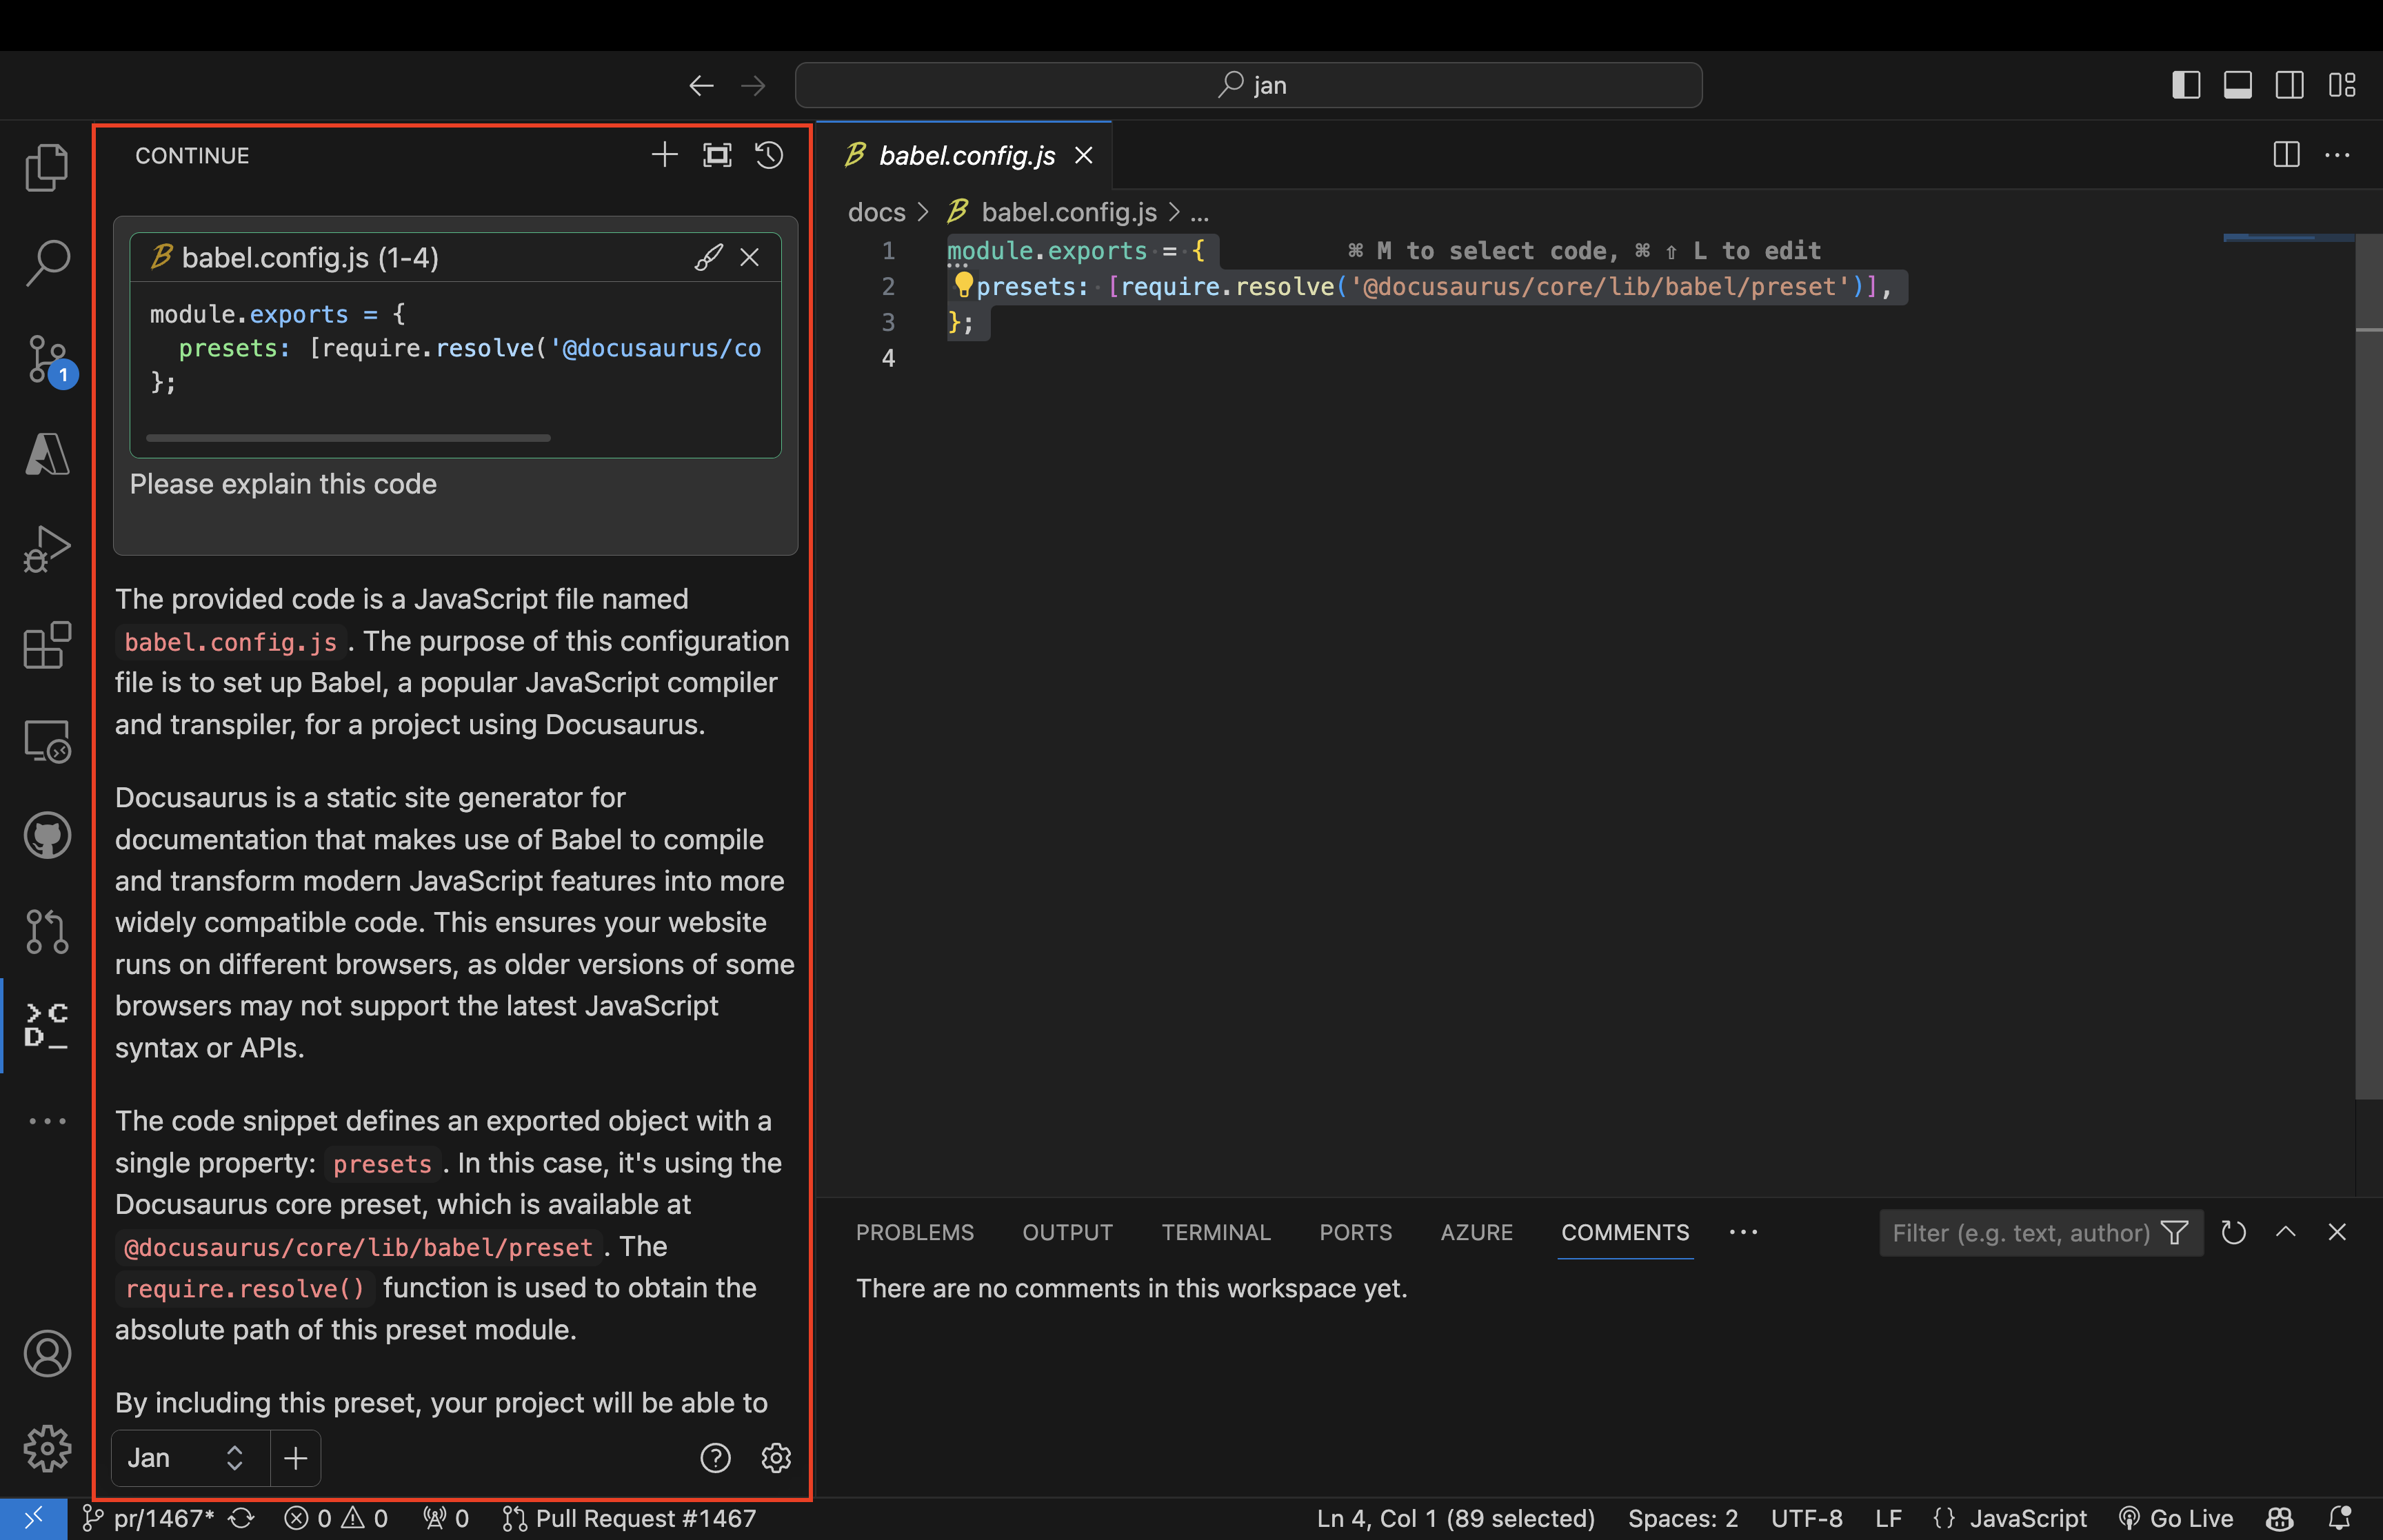 jan
CONTINUE
babel.config.js (1-4)
module.exports = {
presets: [require.resolve('@docusaurus/co
};
Please explain this code
The provided code is a JavaScript file named
babel.config.js . The purpose of this configuration
file is to set up Babel, a popular JavaScript compiler
and transpiler, for a project using Docusaurus.
Docusaurus is a static site generator for
documentation that makes use of Babel to compile
and transform modern JavaScript features into more
widely compatible code. This ensures your website
runs on different browsers, as older versions of some
browsers may not support the latest JavaScript
syntax or APIs.
The code snippet defines an exported object with a
single property: presets . In this case, it's using the
Docusaurus core preset, which is available at
@docusaurus/core/lib/babel/preset . The
require.resolve() function is used to obtain the
absolute path of this preset module.
By including this preset, your project will be able to
Jan
babel.config.js
docs > babel.config.js > ...
1 module.exports = { ⌘ M to select code, ⌘ ⇧ L to edit
2 presets: [require.resolve('@docusaurus/core/lib/babel/preset')],
3 };
4
PROBLEMS OUTPUT TERMINAL PORTS AZURE COMMENTS ... Filter (e.g. text, author)
There are no comments in this workspace yet.
1
>C
D_
pr/1467* 0 0 0 Pull Request #1467 Ln 4, Col 1 (89 selected) Spaces: 2 UTF-8 LF {} JavaScript Go Live